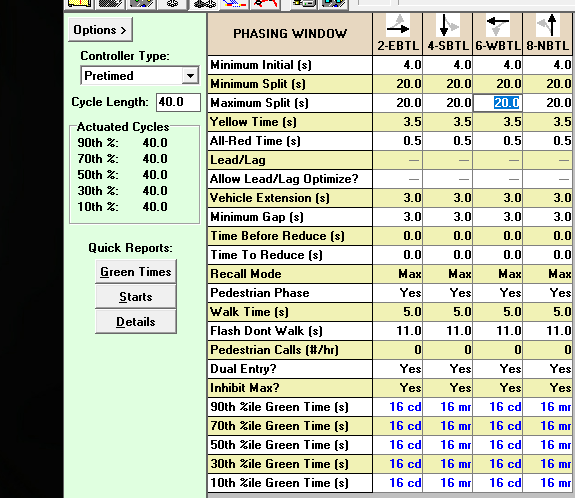 Options >
Controller Type:
Pretimed
Cycle Length: 40.0
Actuated Cycles
90th %: 40.0
70th %: 40.0
50th %: 40.0
30th %: 40.0
10th %: 40.0
Quick Reports:
Green Times
Starts
Details
PHASING WINDOW 2-EBTL 4-SBTL 6-WBTL 8-NBTL
Minimum Initial (s) 4.0 4.0 4.0 4.0
Minimum Split (s) 20.0 20.0 20.0 20.0
Maximum Split (s) 20.0 20.0 20.0 20.0
Yellow Time (s) 3.5 3.5 3.5 3.5
All-Red Time (s) 0.5 0.5 0.5 0.5
Lead/Lag — — — —
Allow Lead/Lag Optimize? — — — —
Vehicle Extension (s) 3.0 3.0 3.0 3.0
Minimum Gap (s) 3.0 3.0 3.0 3.0
Time Before Reduce (s) 0.0 0.0 0.0 0.0
Time To Reduce (s) 0.0 0.0 0.0 0.0
Recall Mode Max Max Max Max
Pedestrian Phase Yes Yes Yes Yes
Walk Time (s) 5.0 5.0 5.0 5.0
Flash Dont Walk (s) 11.0 11.0 11.0 11.0
Pedestrian Calls (#/hr) 0 0 0 0
Dual Entry? Yes Yes Yes Yes
Inhibit Max? Yes Yes Yes Yes
90th %ile Green Time (s) 16 cd 16 mr 16 cd 16 mr
70th %ile Green Time (s) 16 cd 16 mr 16 cd 16 mr
50th %ile Green Time (s) 16 cd 16 mr 16 cd 16 mr
30th %ile Green Time (s) 16 cd 16 mr 16 cd 16 mr
10th %ile Green Time (s) 16 cd 16 mr 16 cd 16 mr